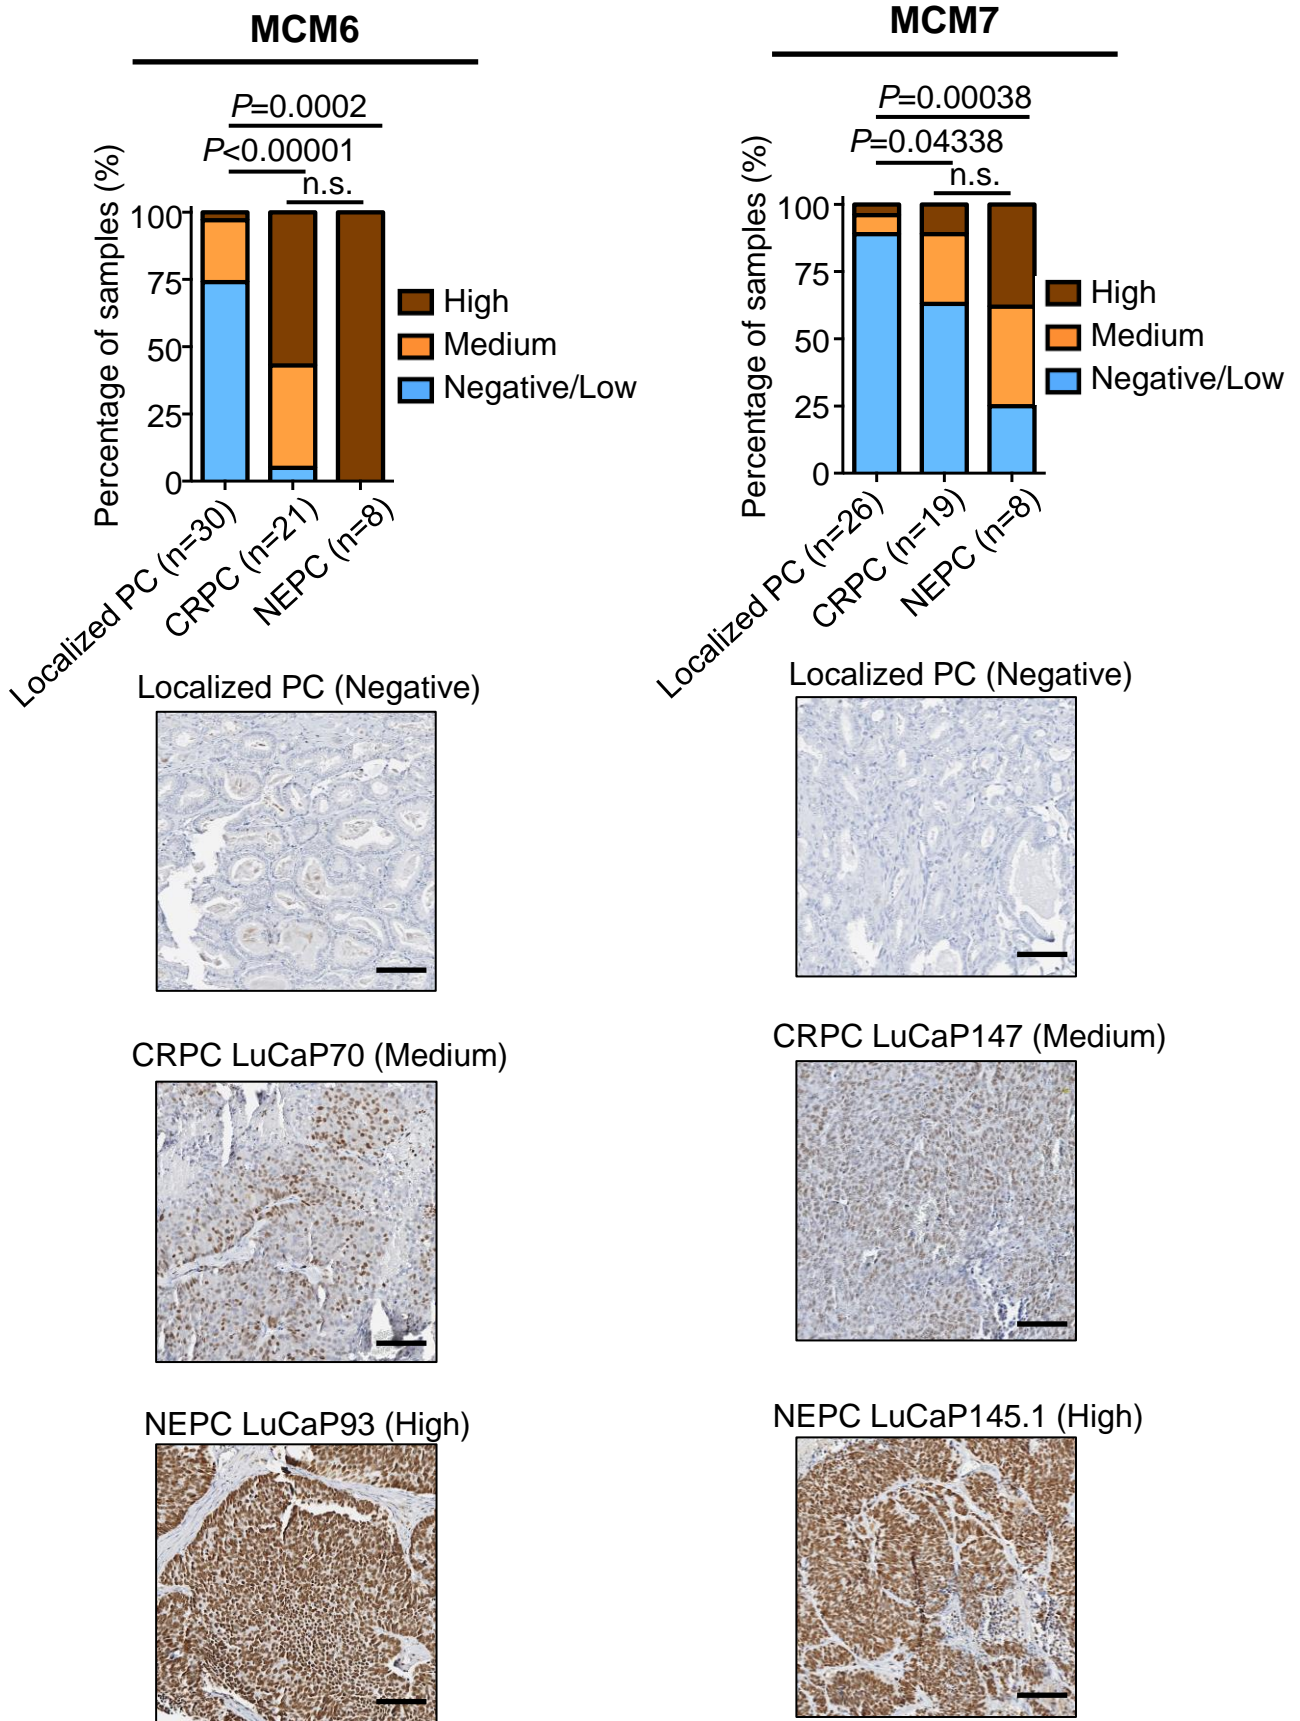 MCM6
P=0.0002
P<0.00001
n.s.
Percentage of samples (%)
100
75
50
25
0
High
Medium
Negative/Low
Localized PC (n=30)
CRPC (n=21)
NEPC (n=8)
MCM7
P=0.00038
P=0.04338
n.s.
Percentage of samples (%)
100
75
50
25
0
High
Medium
Negative/Low
Localized PC (n=26)
CRPC (n=19)
NEPC (n=8)
Localized PC (Negative)
Localized PC (Negative)
CRPC LuCaP70 (Medium)
CRPC LuCaP147 (Medium)
NEPC LuCaP93 (High)
NEPC LuCaP145.1 (High)